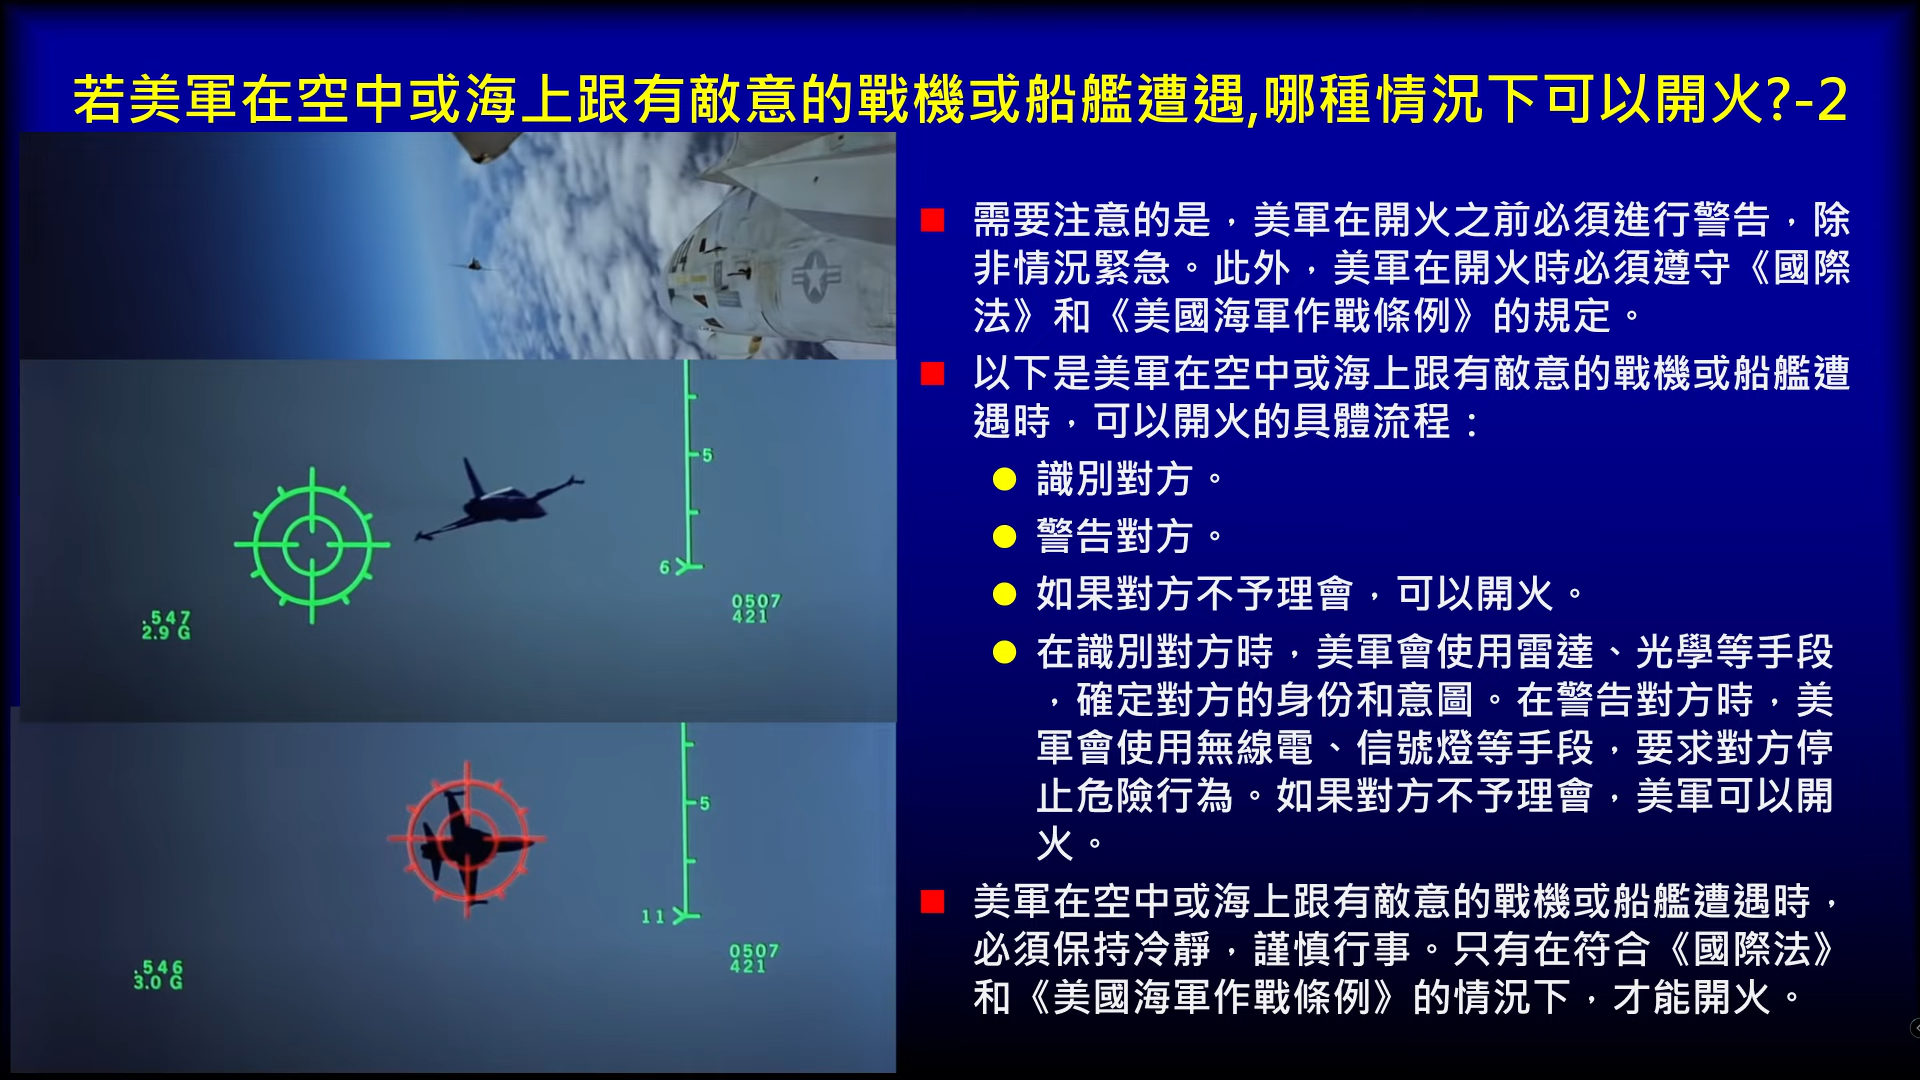 若美軍在空中或海上跟有敵意的戰機或船艦遭遇,哪種情況下可以開火?-2
5
6
0507
421
.547
2.9 G
5
11
0507
421
.546
3.0 G
需要注意的是，美軍在開火之前必須進行警告，除
非情況緊急。此外，美軍在開火時必須遵守《國際
法》和《美國海軍作戰條例》的規定。
以下是美軍在空中或海上跟有敵意的戰機或船艦遭
遇時，可以開火的具體流程：
識別對方。
警告對方。
如果對方不予理會，可以開火。
在識別對方時，美軍會使用雷達、光學等手段
，確定對方的身份和意圖。在警告對方時，美
軍會使用無線電、信號燈等手段，要求對方停
止危險行為。如果對方不予理會，美軍可以開
火。
美軍在空中或海上跟有敵意的戰機或船艦遭遇時，
必須保持冷靜，謹慎行事。只有在符合《國際法》
和《美國海軍作戰條例》的情況下，才能開火。